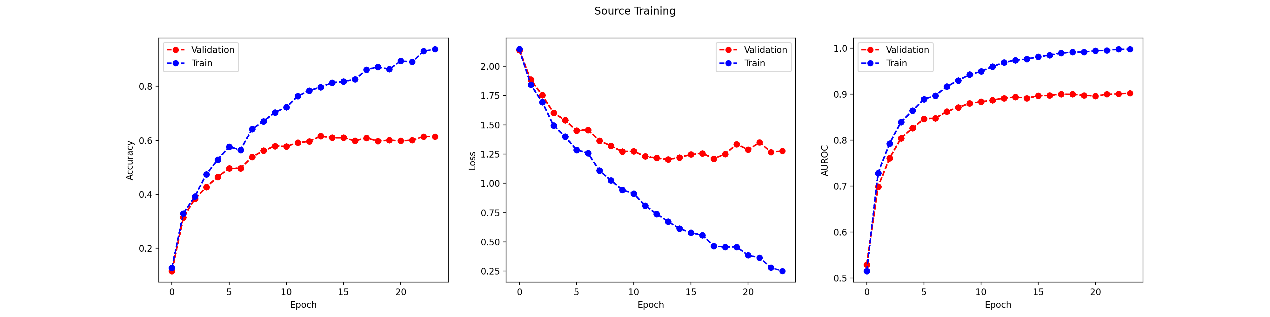 Source Training
Validation
Train
Accuracy
0.8
0.6
0.4
0.2
0 5 10 15 20
Epoch
Validation
Train
Loss
2.00
1.75
1.50
1.25
1.00
0.75
0.50
0.25
0 5 10 15 20
Epoch
Validation
Train
AUROC
1.0
0.9
0.8
0.7
0.6
0.5
0 5 10 15 20
Epoch